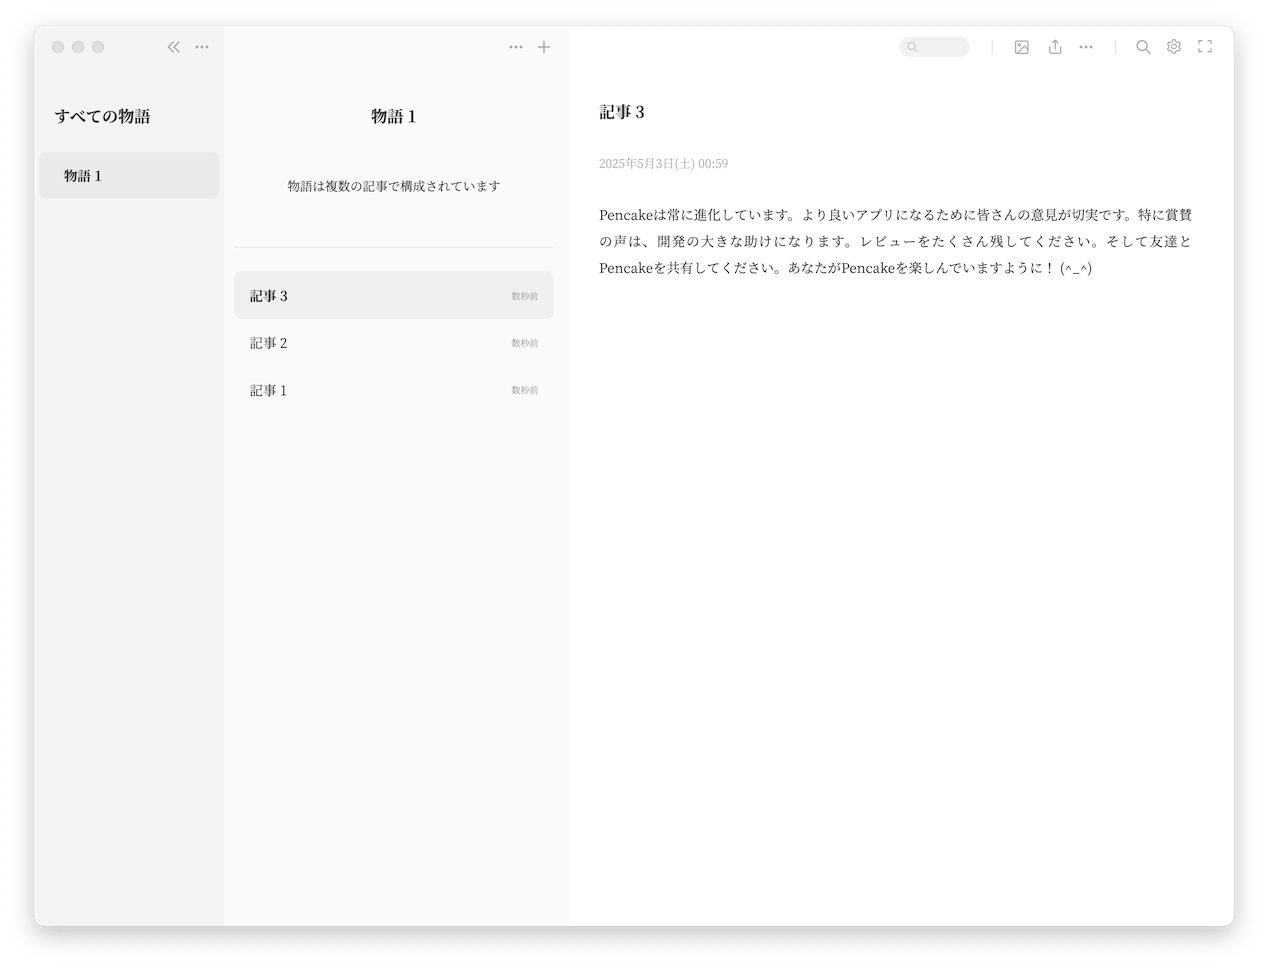 すべての物語
物語 1
物語 1
物語は複数の記事で構成されています
記事 3 数秒前
記事 2 数秒前
記事 1 数秒前
記事 3
2025年5月3日(土) 00:59
Pencakeは常に進化しています。より良いアプリになるために皆さんの意見が切実です。特に賞賛
の声は、開発の大きな助けになります。レビューをたくさん残してください。そして友達と
Pencakeを共有してください。あなたがPencakeを楽しんでいますように！ (^_^)